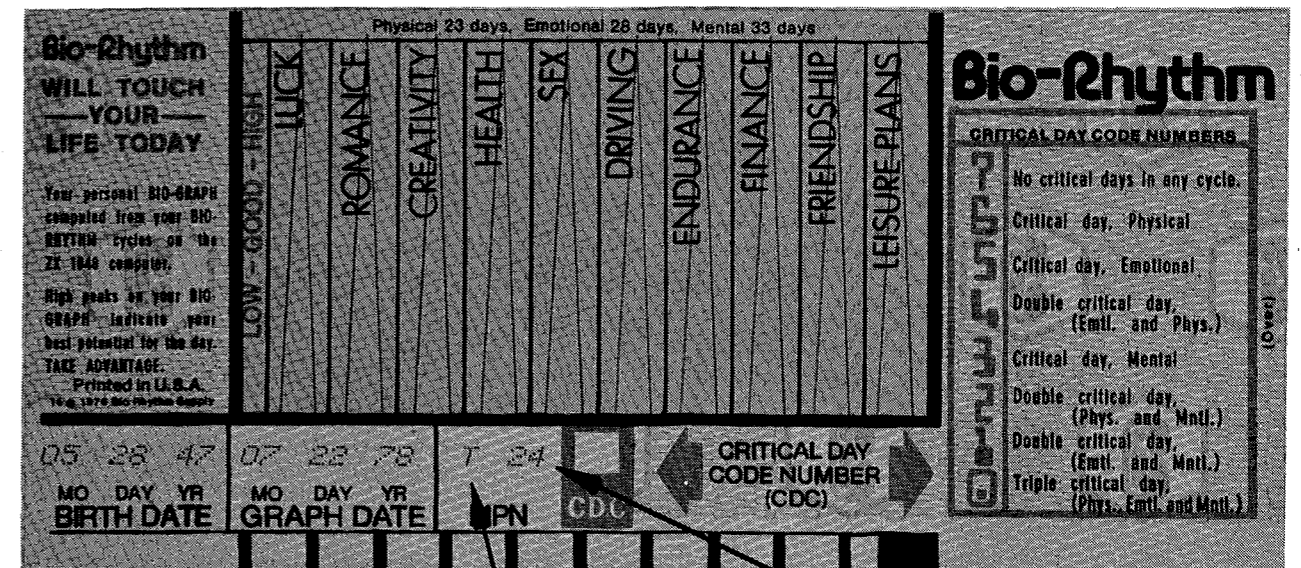 Physical 23 days, Emotional 28 days, Mental 33 days
Bio-Rhythm
WILL TOUCH
—YOUR—
LIFE TODAY
Your personal BIO-GRAPH
computed from your BIO-
RHYTHM cycles on the
ZX 1840 computer.
High peaks on your BIO-
GRAPH indicate your
best potential for the day.
TAKE ADVANTAGE.
Printed in U.S.A.
1976 Bio Rhythm Supply
LOW – GOOD – HIGH
LUCK
ROMANCE
CREATIVITY
HEALTH
SEX
DRIVING
ENDURANCE
FINANCE
FRIENDSHIP
LEISURE PLANS
05 28 47
MO DAY YR
BIRTH DATE
07 22 78
MO DAY YR
GRAPH DATE
T 24
CDC
CRITICAL DAY
CODE NUMBER
(CDC)
Bio-Rhythm
CRITICAL DAY CODE NUMBERS
7 No critical days in any cycle.
6 Critical day, Physical
5 Critical day, Emotional
Double critical day,
(Emtl. and Phys.)
3 Critical day, Mental
2 Double critical day,
(Phys. and Mntl.)
1 Double critical day,
(Emtl. and Mntl.)
0 Triple critical day,
(Phys., Emtl. and Mntl.)
(Over)